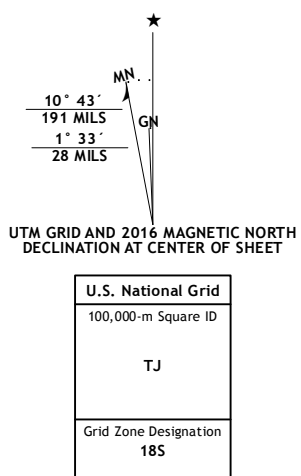 MN
GN
10° 43´
191 MILS
1° 33´
28 MILS
UTM GRID AND 2016 MAGNETIC NORTH
DECLINATION AT CENTER OF SHEET
U.S. National Grid
100,000-m Square ID
TJ
Grid Zone Designation
18S